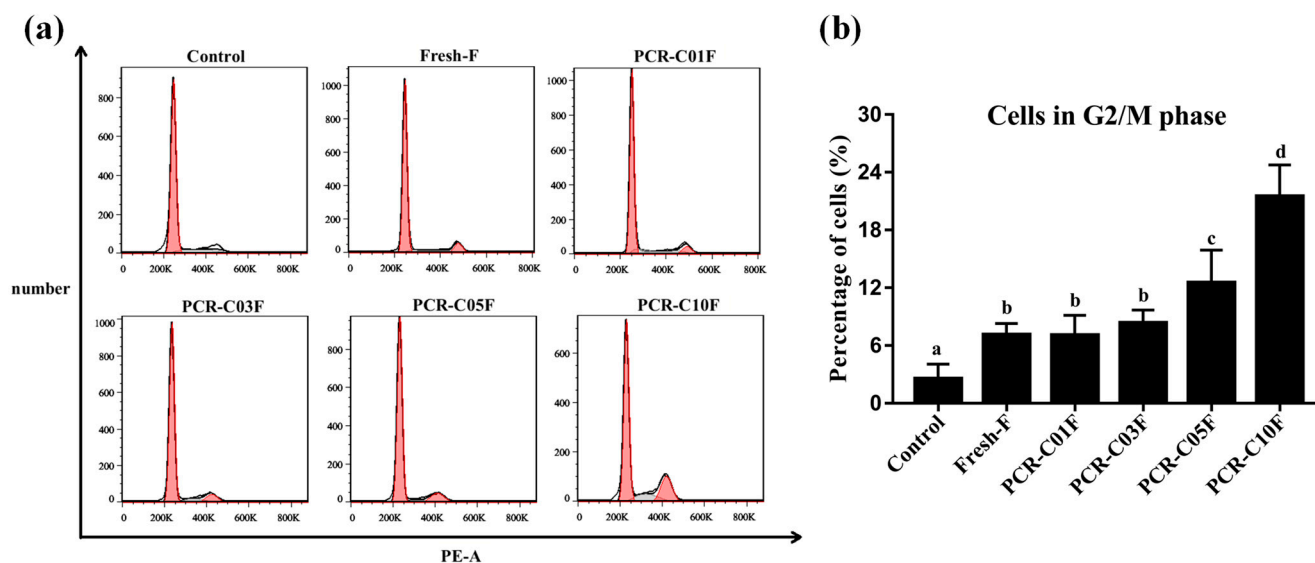 (a)
Control
Fresh-F
PCR-C01F
800
600
400
200
0
0 200K 400K 600K 800K
1000
800
600
400
200
0
0 200K 400K 600K 800K
1000
800
600
400
200
0
0 200K 400K 600K 800K
number
PCR-C03F
PCR-C05F
PCR-C10F
1000
800
600
400
200
0
0 200K 400K 600K 800K
800
600
400
200
0
0 200K 400K 600K 800K
600
400
200
0
0 200K 400K 600K 800K
PE-A
(b)
Cells in G2/M phase
Percentage of cells (%)
30
24
18
12
6
0
a
b
b
b
c
d
Control
Fresh-F
PCR-C01F
PCR-C03F
PCR-C05F
PCR-C10F